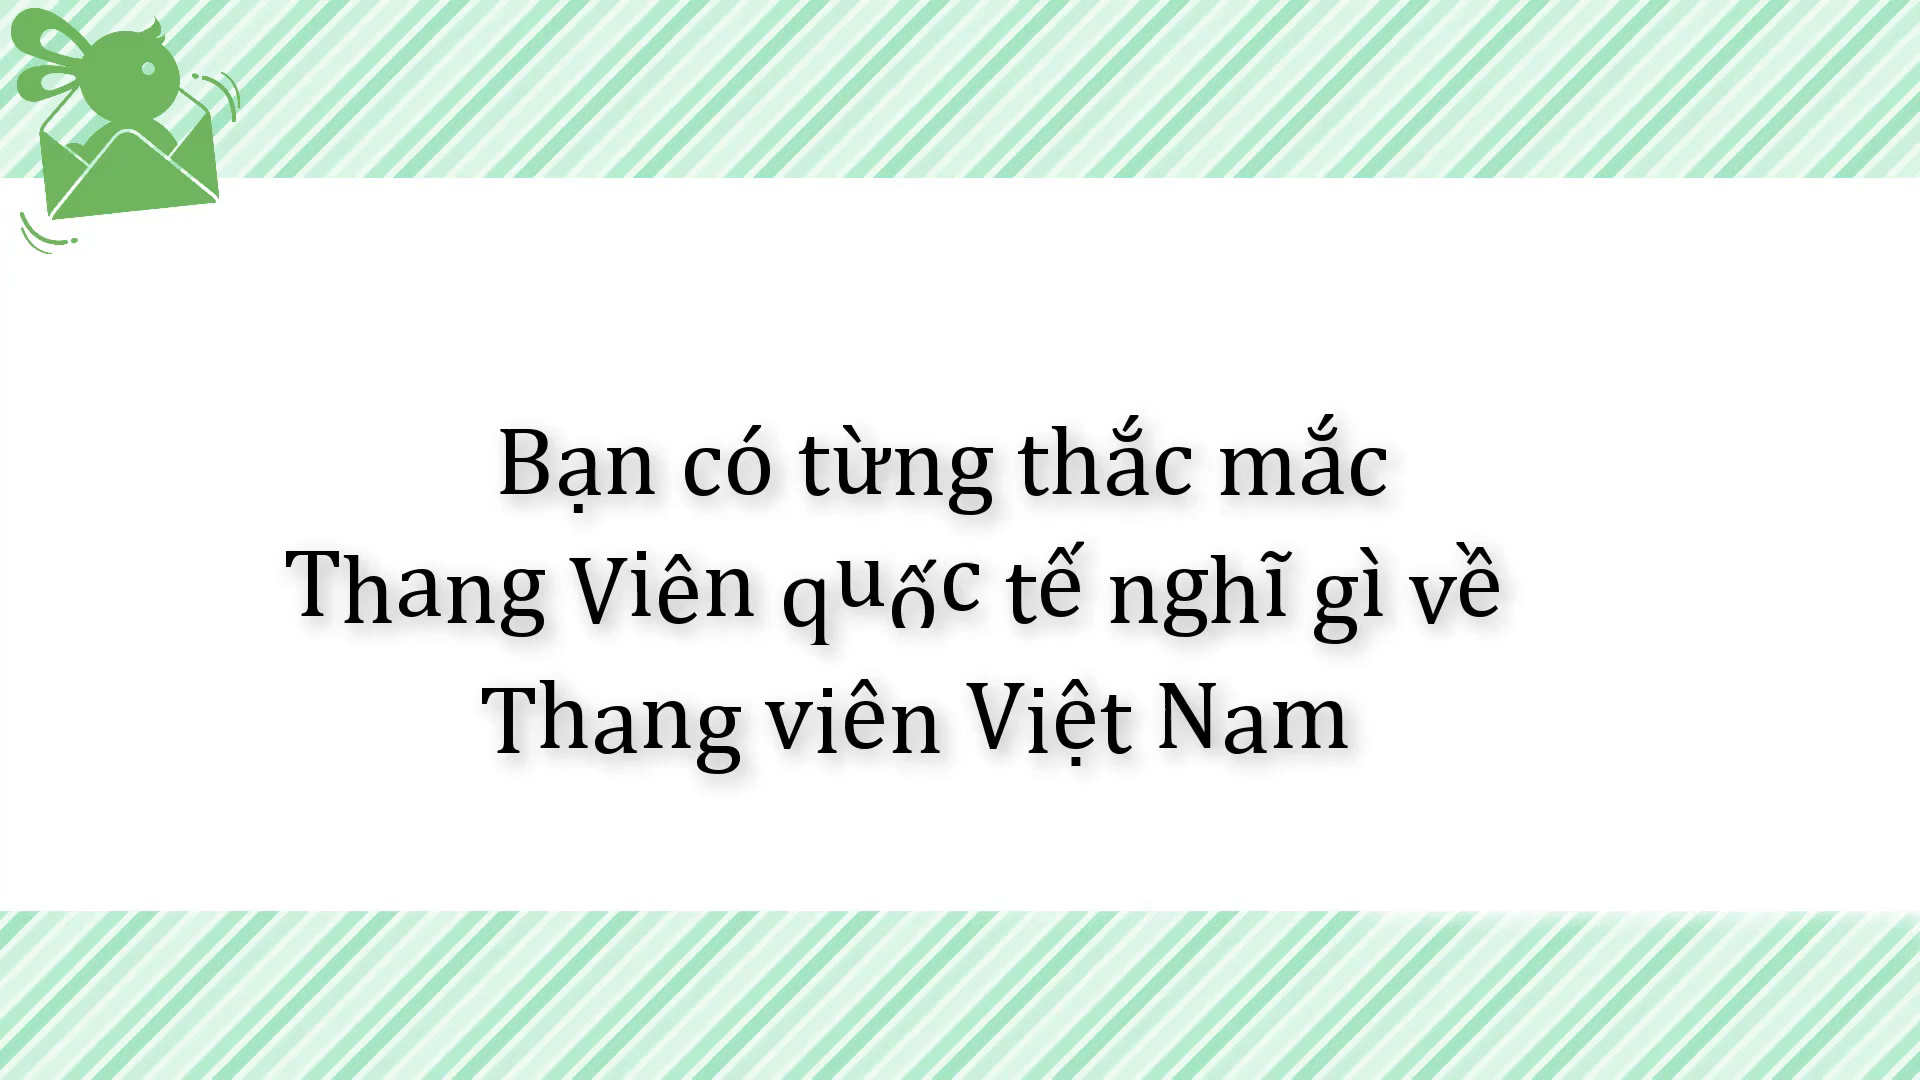 Bạn có từng thắc mắc
Thang Viên quốc tế nghĩ gì về
Thang viên Việt Nam